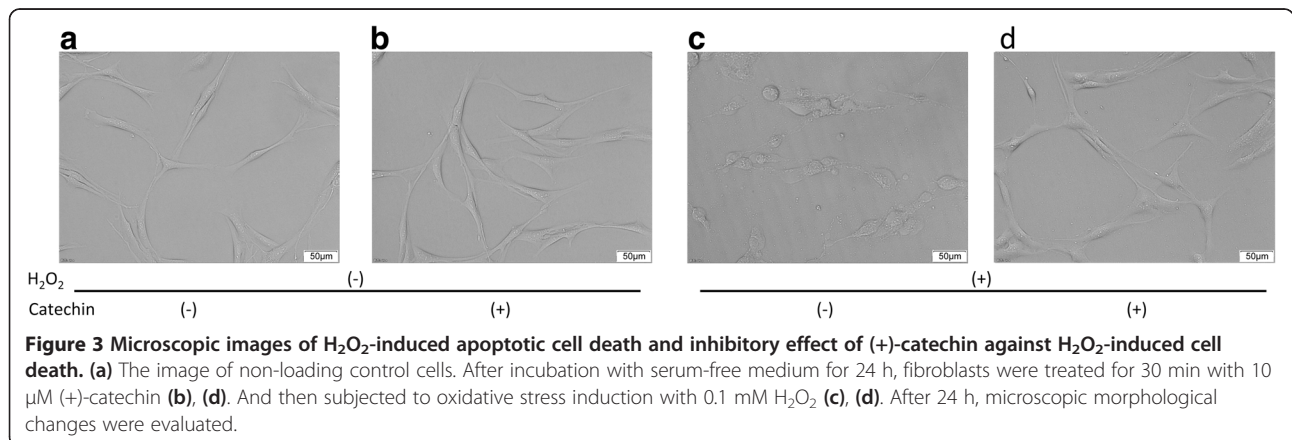 a b c d
50μm 50μm 50μm 50μm
H₂O₂ (-) (+)
Catechin (-) (+) (-) (+)
Figure 3 Microscopic images of H₂O₂-induced apoptotic cell death and inhibitory effect of (+)-catechin against H₂O₂-induced cell
death. (a) The image of non-loading control cells. After incubation with serum-free medium for 24 h, fibroblasts were treated for 30 min with 10
μM (+)-catechin (b), (d). And then subjected to oxidative stress induction with 0.1 mM H₂O₂ (c), (d). After 24 h, microscopic morphological
changes were evaluated.